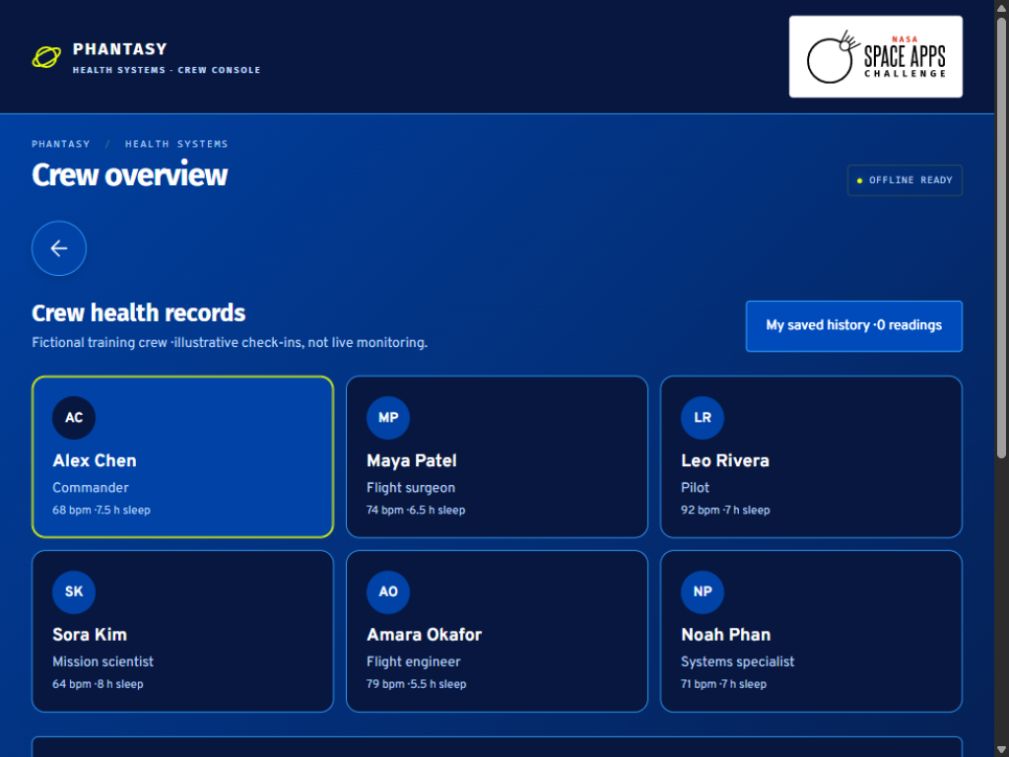 PHANTASY
HEALTH SYSTEMS - CREW CONSOLE
NASA
SPACE APPS
CHALLENGE
PHANTASY / HEALTH SYSTEMS
Crew overview
OFFLINE READY
Crew health records
My saved history ·0 readings
Fictional training crew ·illustrative check-ins, not live monitoring.
AC
Alex Chen
Commander
68 bpm ·7.5 h sleep
MP
Maya Patel
Flight surgeon
74 bpm ·6.5 h sleep
LR
Leo Rivera
Pilot
92 bpm ·7 h sleep
SK
Sora Kim
Mission scientist
64 bpm ·8 h sleep
AO
Amara Okafor
Flight engineer
79 bpm ·5.5 h sleep
NP
Noah Phan
Systems specialist
71 bpm ·7 h sleep